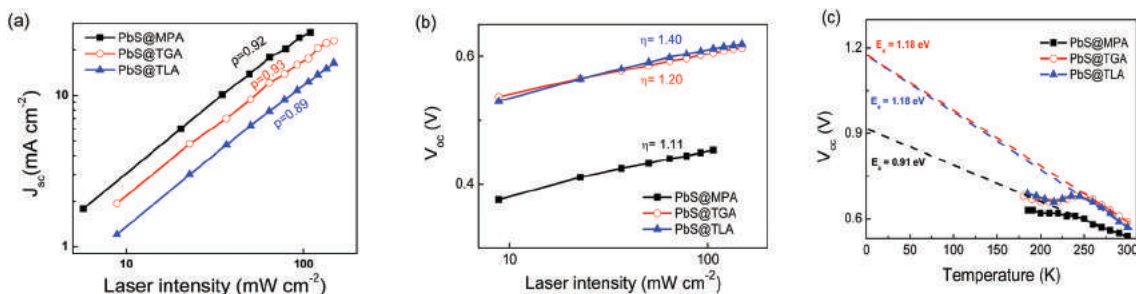 (a)
PbS@MPA
PbS@TGA
PbS@TLA
ρ=0.92
ρ=0.93
ρ=0.89
10
1
J_sc(mA cm⁻²)
10
100
Laser intensity (mW cm⁻²)
(b)
0.6
0.4
V_oc (V)
η = 1.40
η = 1.20
η = 1.11
PbS@MPA
PbS@TGA
PbS@TLA
10
100
Laser intensity (mW cm⁻²)
(c)
1.2
0.9
0.6
V_oc (V)
E_a = 1.18 eV
E_a = 1.18 eV
E_a = 0.91 eV
PbS@MPA
PbS@TGA
PbS@TLA
0 50 100 150 200 250 300
Temperature (K)